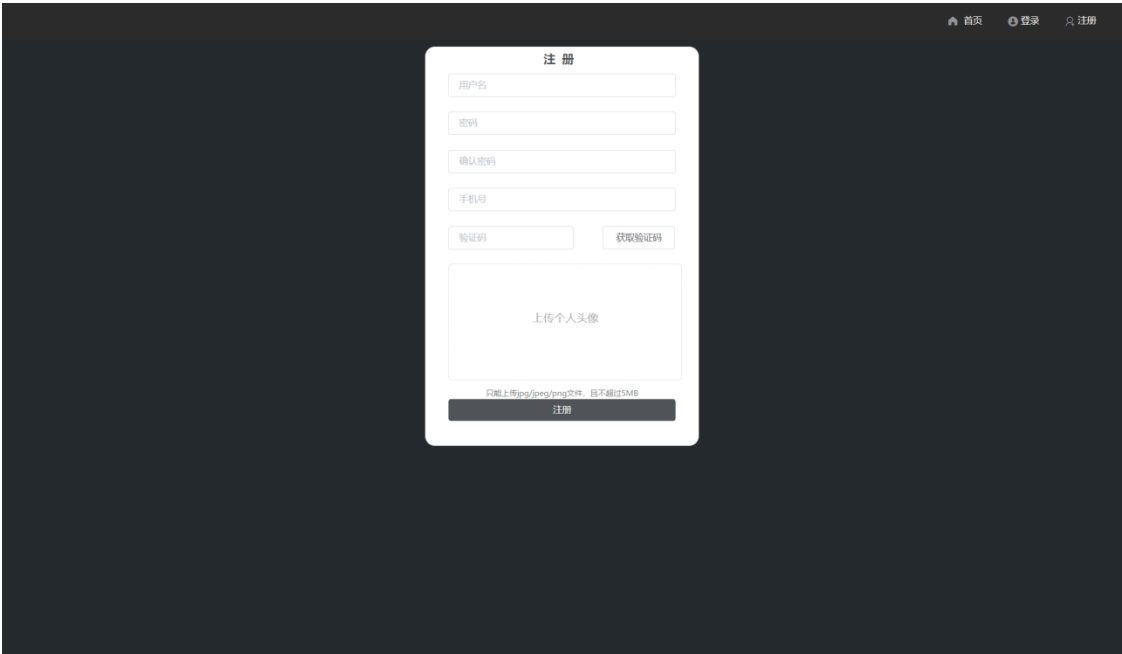 首页 登录 注册
注 册
用户名
密码
确认密码
手机号
验证码 获取验证码
上传个人头像
只能上传jpg/jpeg/png文件，且不超过5MB
注册